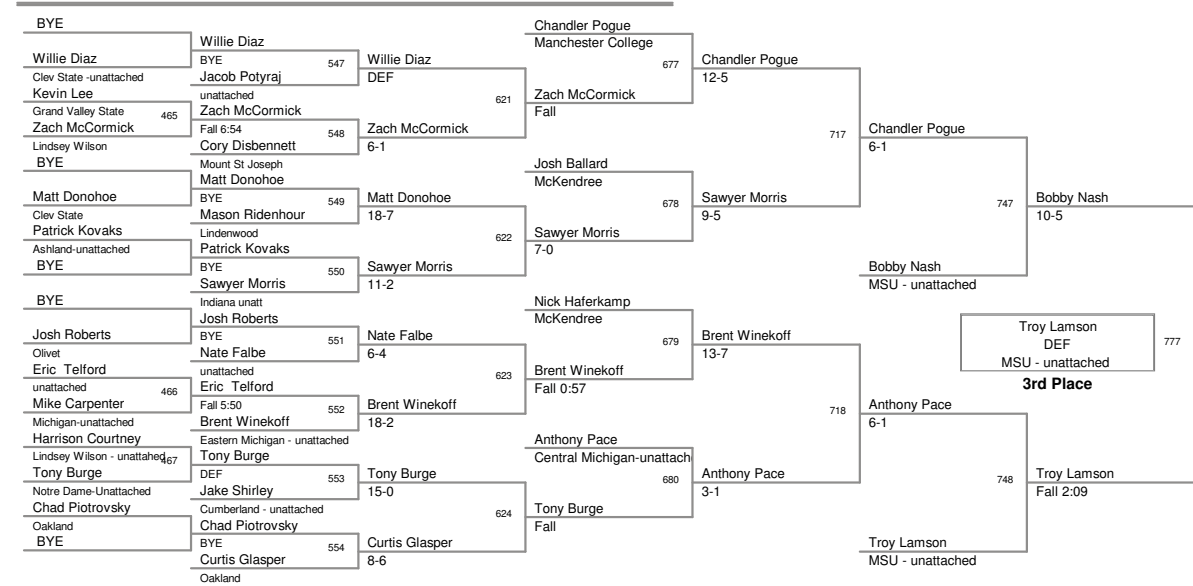 BYE
Willie Diaz
Clev State -unattached
Kevin Lee
Grand Valley State
465
Zach McCormick
Lindsey Wilson
BYE
Matt Donohoe
Clev State
Patrick Kovaks
Ashland-unattached
BYE
BYE
Josh Roberts
Olivet
Eric Telford
unattached
466
Mike Carpenter
Michigan-unattached
Harrison Courtney
Lindsey Wilson - unattahed
467
Tony Burge
Notre Dame-Unattached
Chad Piotrovsky
Oakland
BYE
Willie Diaz
BYE
547
Jacob Potyraj
unattached
Zach McCormick
Fall 6:54
548
Cory Disbennett
Mount St Joseph
Matt Donohoe
BYE
549
Mason Ridenhour
Lindenwood
Patrick Kovaks
BYE
550
Sawyer Morris
Indiana unatt
Josh Roberts
BYE
551
Nate Falbe
unattached
Eric Telford
Fall 5:50
552
Brent Winekoff
Eastern Michigan - unattached
Tony Burge
DEF
553
Jake Shirley
Cumberland - unattached
Chad Piotrovsky
BYE
554
Curtis Glasper
Oakland
Willie Diaz
DEF
621
Zach McCormick
6-1
Matt Donohoe
18-7
622
Sawyer Morris
11-2
Nate Falbe
6-4
623
Brent Winekoff
18-2
Tony Burge
15-0
624
Curtis Glasper
8-6
Chandler Pogue
Manchester College
677
Zach McCormick
Fall
Josh Ballard
McKendree
678
Sawyer Morris
7-0
Nick Haferkamp
McKendree
679
Brent Winekoff
Fall 0:57
Anthony Pace
Central Michigan-unattach
680
Tony Burge
Fall
Chandler Pogue
12-5
717
Sawyer Morris
9-5
Brent Winekoff
13-7
718
Anthony Pace
3-1
Chandler Pogue
6-1
747
Bobby Nash
MSU - unattached
Anthony Pace
6-1
748
Troy Lamson
MSU - unattached
Bobby Nash
10-5
Troy Lamson
DEF
777
MSU - unattached
3rd Place
Troy Lamson
Fall 2:09